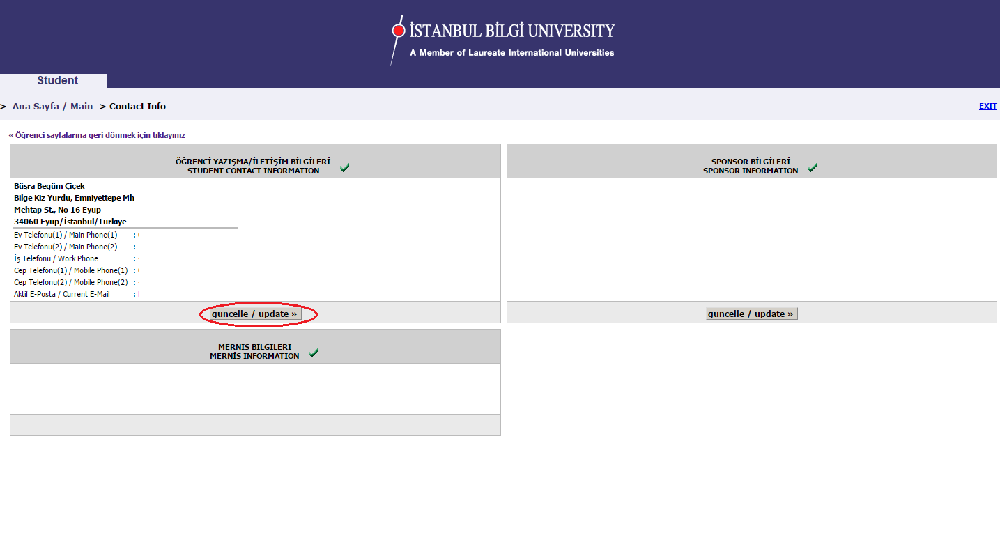 İSTANBUL BİLGİ UNIVERSITY
A Member of Laureate International Universities
Student
> Ana Sayfa / Main > Contact Info
EXIT
« Öğrenci sayfalarına geri dönmek için tıklayınız
ÖĞRENCİ YAZIŞMA/İLETİŞİM BİLGİLERİ
STUDENT CONTACT INFORMATION
Büşra Begüm Çiçek
Bilge Kiz Yurdu, Emniyettepe Mh
Mehtap St., No 16 Eyup
34060 Eyüp/İstanbul/Türkiye
Ev Telefonu(1) / Main Phone(1) :
Ev Telefonu(2) / Main Phone(2) :
İş Telefonu / Work Phone :
Cep Telefonu(1) / Mobile Phone(1) :
Cep Telefonu(2) / Mobile Phone(2) :
Aktif E-Posta / Current E-Mail :
güncelle / update »
SPONSOR BİLGİLERİ
SPONSOR INFORMATION
güncelle / update »
MERNİS BİLGİLERİ
MERNİS INFORMATION